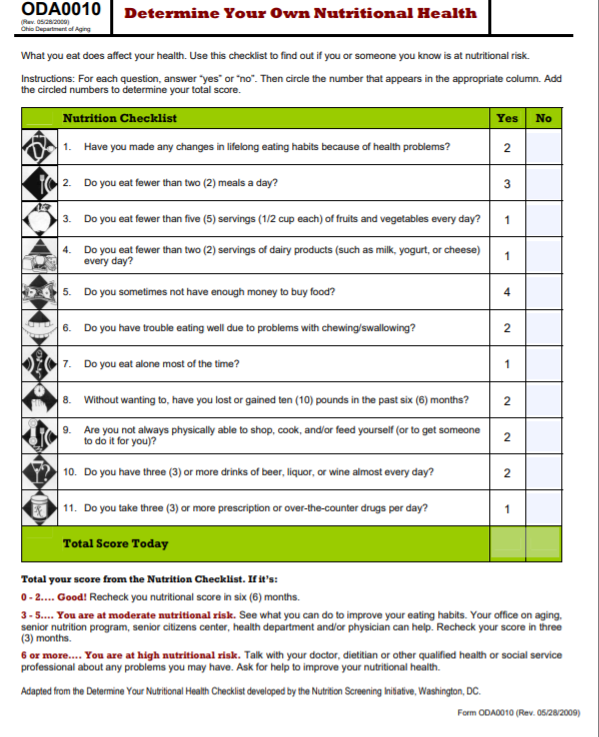 ODA0010
(Rev. 05/28/2009)
Ohio Department of Aging
Determine Your Own Nutritional Health
What you eat does affect your health. Use this checklist to find out if you or someone you know is at nutritional risk.
Instructions: For each question, answer “yes” or “no”. Then circle the number that appears in the appropriate column. Add
the circled numbers to determine your total score.
Nutrition Checklist Yes No
1. Have you made any changes in lifelong eating habits because of health problems? 2
2. Do you eat fewer than two (2) meals a day? 3
3. Do you eat fewer than five (5) servings (1/2 cup each) of fruits and vegetables every day? 1
4. Do you eat fewer than two (2) servings of dairy products (such as milk, yogurt, or cheese)
every day? 1
5. Do you sometimes not have enough money to buy food? 4
6. Do you have trouble eating well due to problems with chewing/swallowing? 2
7. Do you eat alone most of the time? 1
8. Without wanting to, have you lost or gained ten (10) pounds in the past six (6) months? 2
9. Are you not always physically able to shop, cook, and/or feed yourself (or to get someone
to do it for you)? 2
10. Do you have three (3) or more drinks of beer, liquor, or wine almost every day? 2
11. Do you take three (3) or more prescription or over-the-counter drugs per day? 1
Total Score Today
Total your score from the Nutrition Checklist. If it's:
0 - 2.... Good! Recheck you nutritional score in six (6) months.
3 - 5.... You are at moderate nutritional risk. See what you can do to improve your eating habits. Your office on aging,
senior nutrition program, senior citizens center, health department and/or physician can help. Recheck your score in three
(3) months.
6 or more.... You are at high nutritional risk. Talk with your doctor, dietitian or other qualified health or social service
professional about any problems you may have. Ask for help to improve your nutritional health.
Adapted from the Determine Your Nutritional Health Checklist developed by the Nutrition Screening Initiative, Washington, DC.
Form ODA0010 (Rev. 05/28/2009)